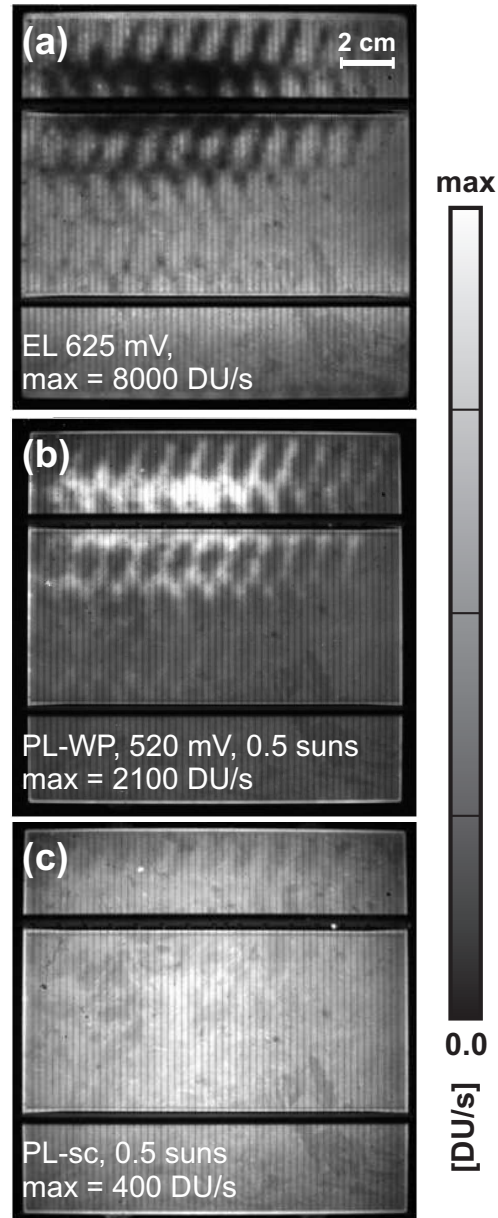 (a)
2 cm
EL 625 mV,
max = 8000 DU/s
(b)
PL-WP, 520 mV, 0.5 suns
max = 2100 DU/s
(c)
PL-sc, 0.5 suns
max = 400 DU/s
max
0.0
[DU/s]